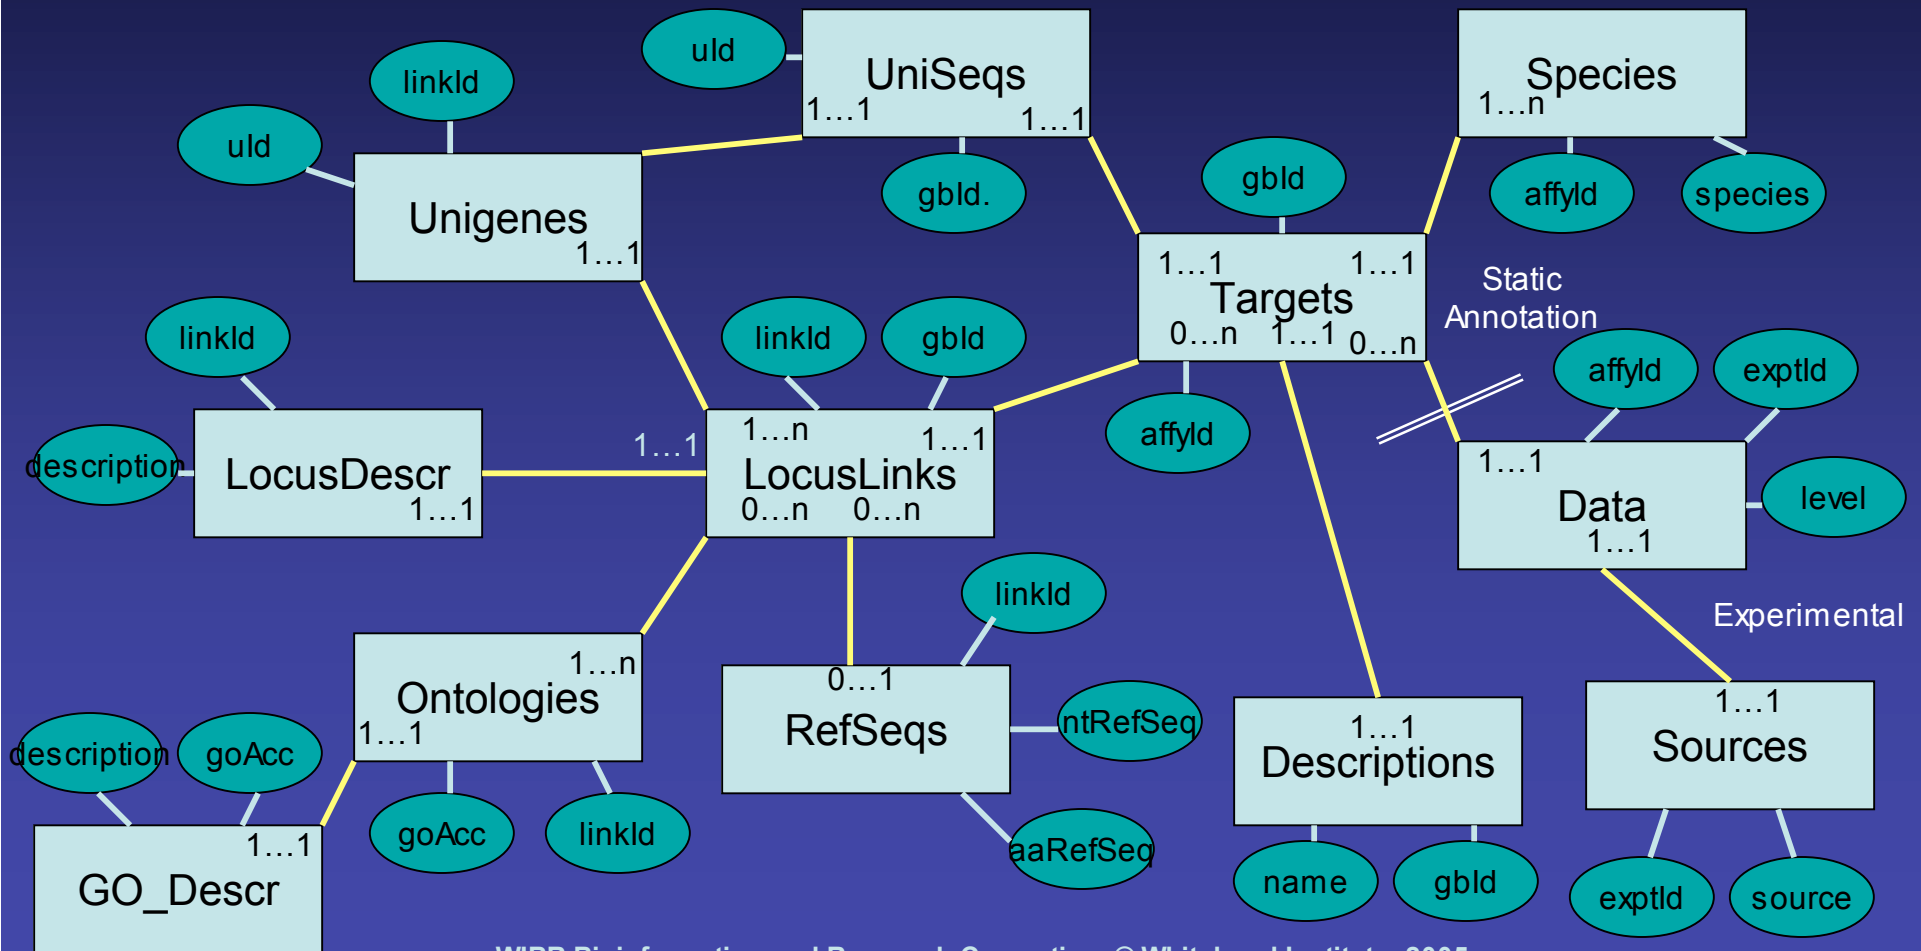 uId
UniSeqs
1…1
1…1
gbId.
linkId
uId
Unigenes
1…1
Species
1…n
affyId
species
gbId
1…1
1…1
Targets
0…n
1…1
0…n
affyId
Static
Annotation
linkId
description
LocusDescr
1…1
1…1
linkId
gbId
1…n
1…1
LocusLinks
0…n
0…n
affyId
exptId
1…1
Data
1…1
level
Experimental
1…n
Ontologies
1…1
goAcc
linkId
linkId
0…1
RefSeqs
ntRefSeq
aaRefSeq
1…1
Descriptions
name
gbId
1…1
Sources
exptId
source
description
goAcc
1…1
GO_Descr